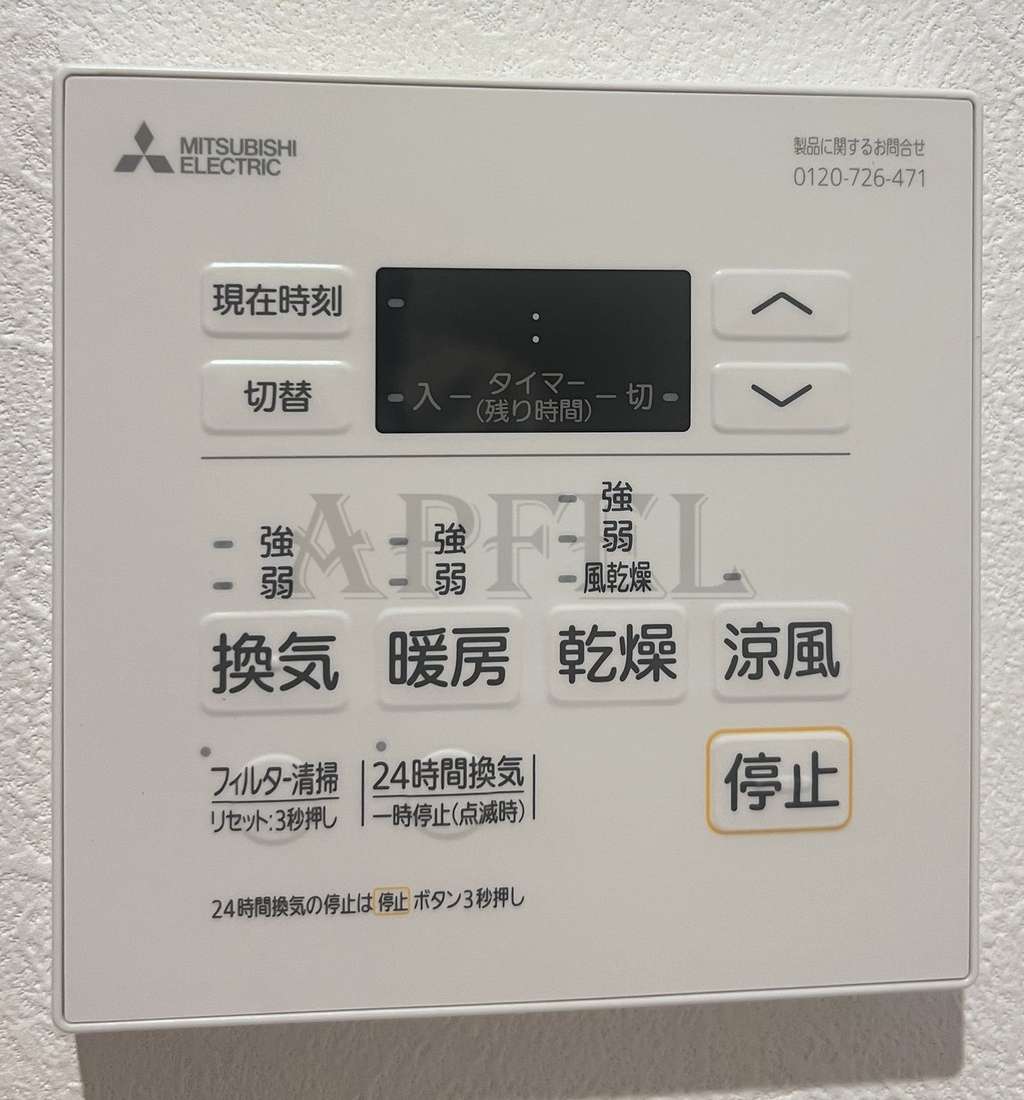 MITSUBISHI
ELECTRIC
製品に関するお問合せ
0120-726-471
現在時刻
切替
:
入 ー タイマー ー 切
(残り時間)
強
弱
強
弱
強
弱
風乾燥
APFEL
換気
暖房
乾燥
涼風
フィルター清掃
リセット:3秒押し
24時間換気
一時停止(点滅時)
停止
24時間換気の停止は 停止 ボタン3秒押し